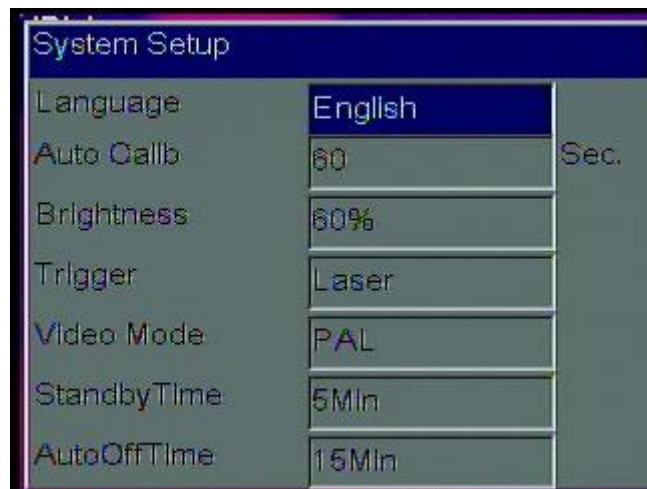 System Setup
Language English
Auto Calib 60 Sec.
Brightness 60%
Trigger Laser
Video Mode PAL
StandbyTime 5Min
AutoOffTime 15Min